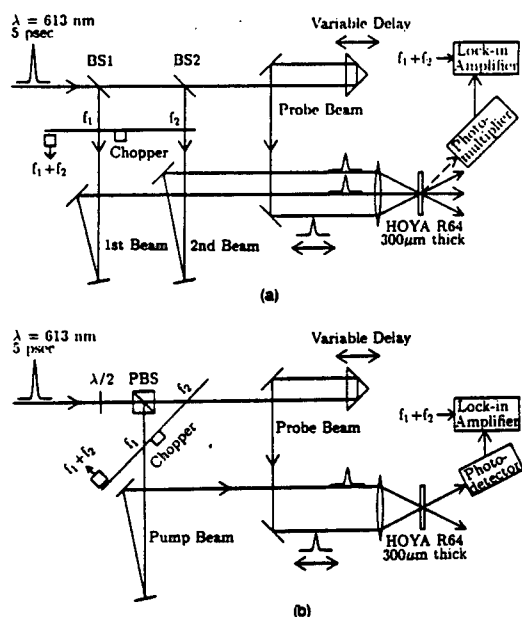 λ = 613 nm
5 psec
BS1
BS2
Variable Delay
f₁+f₂
Lock-in
Amplifier
f₁
f₂
Probe Beam
Chopper
f₁+f₂
Photo-
multiplier
1st Beam
2nd Beam
HOYA R64
300μm thick
(a)
λ = 613 nm
5 psec
λ/2
PBS
f₂
Variable Delay
f₁+f₂
Lock-in
Amplifier
f₁
Chopper
f₁+f₂
Probe Beam
Photo-
detector
Pump Beam
HOYA R64
300μm thick
(b)